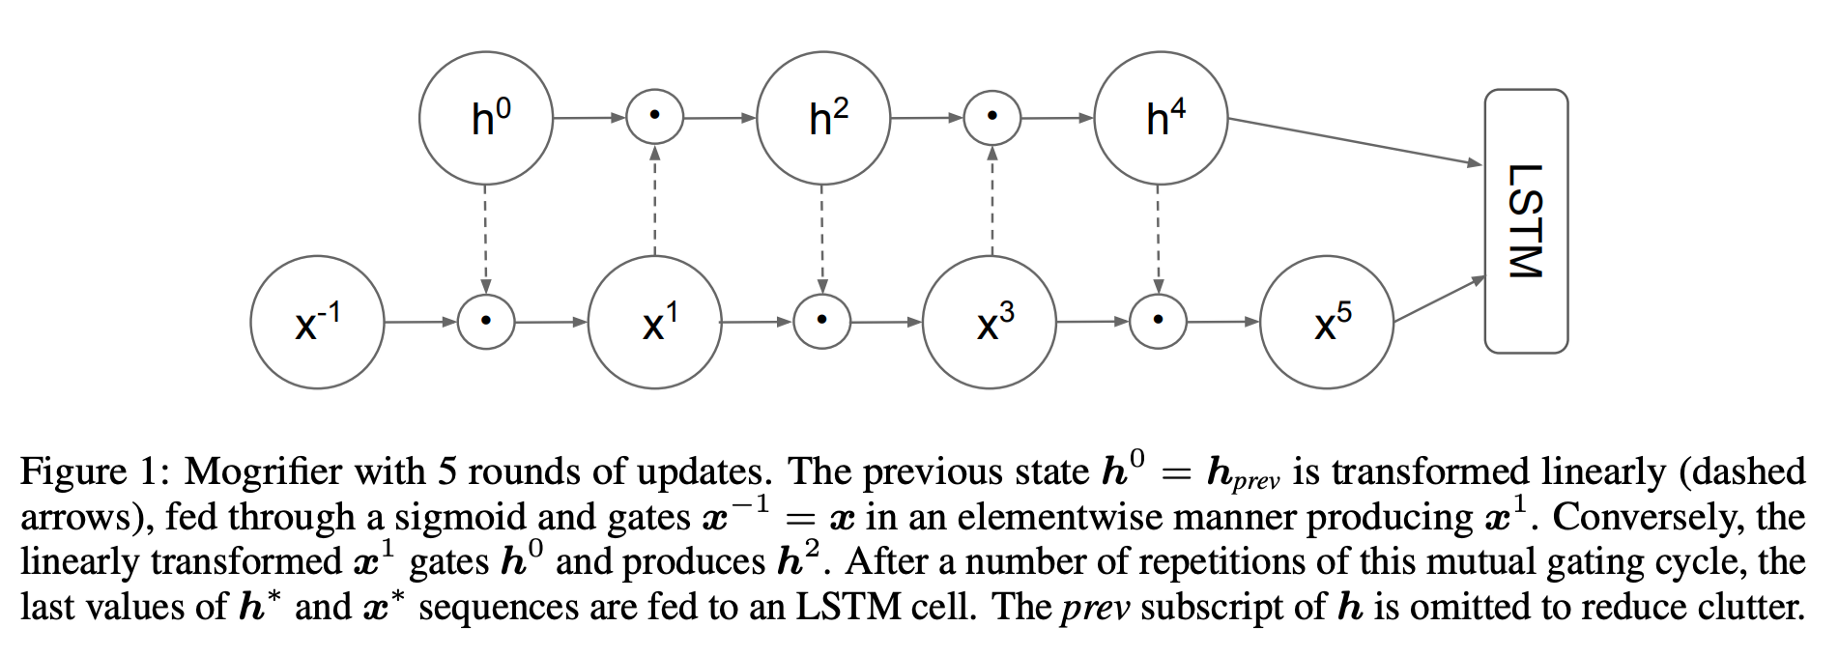 h⁰ • h² • h⁴
LSTM
x⁻¹ • x¹ • x³ • x⁵
Figure 1: Mogrifier with 5 rounds of updates. The previous state h⁰ = hₚᵣₑᵥ is transformed linearly (dashed
arrows), fed through a sigmoid and gates x⁻¹ = x in an elementwise manner producing x¹. Conversely, the
linearly transformed x¹ gates h⁰ and produces h². After a number of repetitions of this mutual gating cycle, the
last values of h* and x* sequences are fed to an LSTM cell. The prev subscript of h is omitted to reduce clutter.